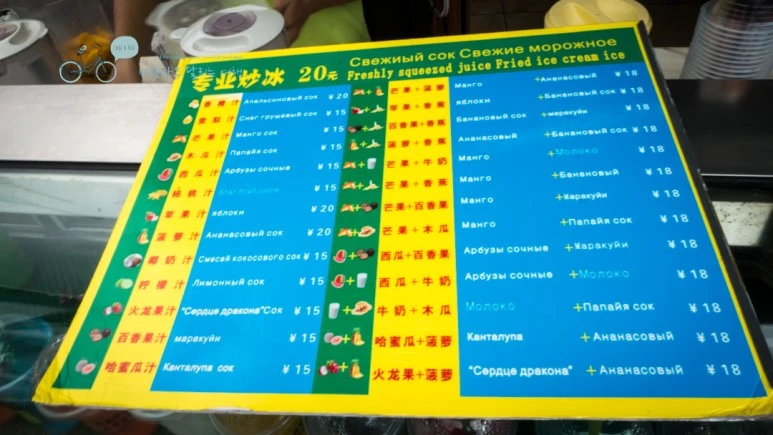 Свежиый сок Свежие морожное
专业炒冰 20元 Freshly squeezed juice Fried ice cream ice
香橙汁 Апельсиновый сок ¥20
雪梨汁 Снег грушёвый сок ¥15
芒果汁 Манго сок ¥15
木瓜汁 Папайя сок ¥15
西瓜汁 Арбузы сочные ¥15
杨桃汁 Star fruit juice ¥15
苹果汁 яблоки ¥20
菠萝汁 Ананасовый сок ¥20
椰奶汁 Смесей кокосового сок ¥15
柠檬汁 Лимонный сок ¥15
火龙果汁 "Сердце дракона"Сок ¥15
百香果汁 маракуйи ¥15
哈蜜瓜汁 Канталупа сок ¥15
芒果+菠萝 Манго +Ананасовый ¥18
苹果+香蕉 яблоки +Банановый сок ¥18
百香果+香蕉 Банановый сок +маракуйи ¥18
菠萝+香蕉 Ананасовый +Банановый сок ¥18
芒果+牛奶 Манго +Молоко ¥18
芒果+香蕉 Манго +Банановый ¥18
芒果+百香果 Манго +Маракуйи ¥18
芒果+木瓜 Манго +Папайя сок ¥18
西瓜+百香果 Арбузы сочные +Маракуйи ¥18
西瓜+牛奶 Арбузы сочные +Молоко ¥18
牛奶+木瓜 Молоко +Папайя сок ¥18
哈蜜瓜+菠萝 Канталупа +Ананасовый ¥18
火龙果+菠萝 "Сердце дракона" +Ананасовый ¥18